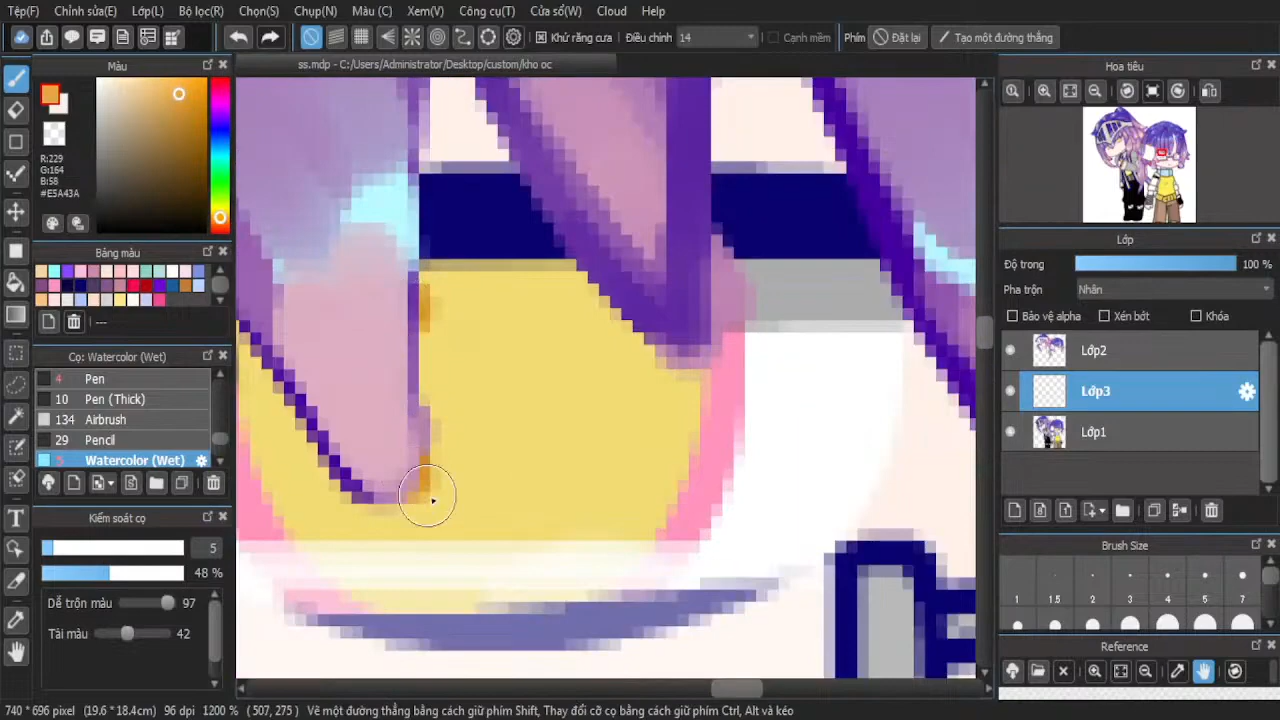 Tệp(F) Chỉnh sửa(E) Lớp(L) Bộ lọc(R) Chọn(S) Chụp(N) Màu (C) Xem(V) Công cụ(T) Cửa sổ(W) Cloud Help
Khử răng cưa Điều chỉnh 14 Cạnh mềm Phím Đặt lại Tạo một đường thẳng
ss.mdp - C:/Users/Administrator/Desktop/custom/kho oc
Màu
R:229
G:164
B:58
#E5A43A
Bảng màu
---
Cọ: Watercolor (Wet)
4 Pen
10 Pen (Thick)
134 Airbrush
29 Pencil
5 Watercolor (Wet)
Kiểm soát cọ
5
48 %
Dễ trộn màu 97
Tải màu 42
Hoa tiêu
Lớp
Độ trong 100 %
Pha trộn Nhân
Bảo vệ alpha Xén bớt Khóa
Lớp2
Lớp3
Lớp1
Brush Size
1 1.5 2 3 4 5 7
Reference
740 * 696 pixel (19.6 * 18.4cm) 96 dpi 1200 % ( 507, 275 ) Vẽ một đường thẳng bằng cách giữ phím Shift, Thay đổi cỡ cọ bằng cách giữ phím Ctrl, Alt và kéo